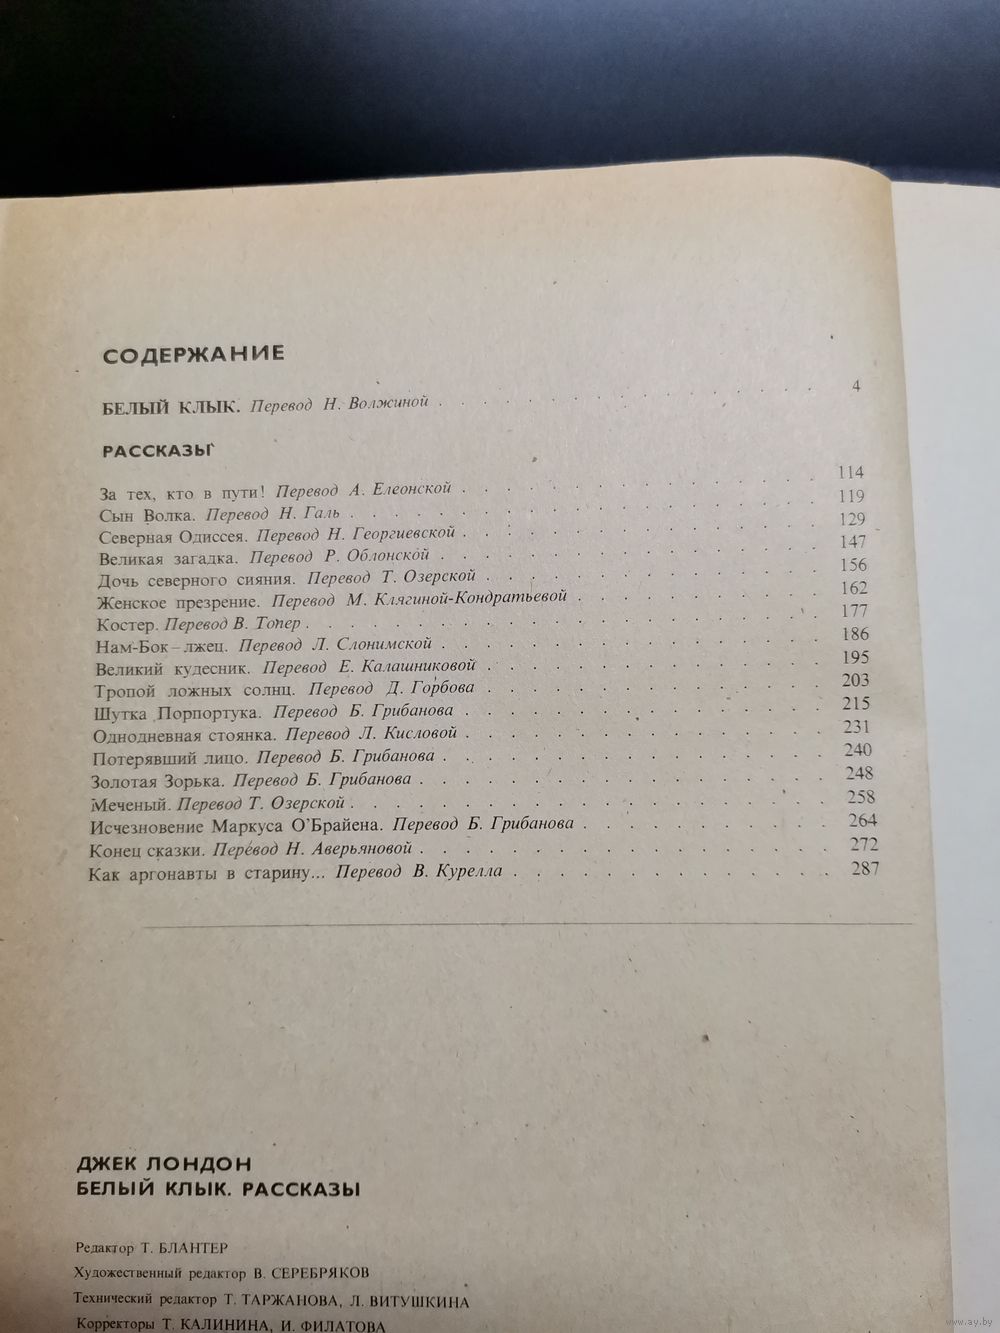 СОДЕРЖАНИЕ
БЕЛЫЙ КЛЫК. Перевод Н. Волжиной . . . . . . . . . . . . . . . . . . 4
РАССКАЗЫ
За тех, кто в пути! Перевод А. Елеонской . . . . . . . . . . . . . . . . 114
Сын Волка. Перевод Н. Галь . . . . . . . . . . . . . . . . 119
Северная Одиссея. Перевод Н. Георгиевской . . . . . . . . . . . . . . . . 129
Великая загадка. Перевод Р. Облонской . . . . . . . . . . . . . . . . 147
Дочь северного сияния. Перевод Т. Озерской . . . . . . . . . . . . . . . . 156
Женское презрение. Перевод М. Клягиной-Кондратьевой . . . . . . . . . . . 162
Костер. Перевод В. Топер . . . . . . . . . . . . . . . . 177
Нам-Бок – лжец. Перевод Л. Слонимской . . . . . . . . . . . . . . . . 186
Великий кудесник. Перевод Е. Калашниковой . . . . . . . . . . . . . . . . 195
Тропой ложных солнц. Перевод Д. Горбова . . . . . . . . . . . . . . . . 203
Шутка Порпортука. Перевод Б. Грибанова . . . . . . . . . . . . . . . . 215
Однодневная стоянка. Перевод Л. Кисловой . . . . . . . . . . . . . . . . 231
Потерявший лицо. Перевод Б. Грибанова . . . . . . . . . . . . . . . . 240
Золотая Зорька. Перевод Б. Грибанова . . . . . . . . . . . . . . . . 248
Меченый. Перевод Т. Озерской . . . . . . . . . . . . . . . . 258
Исчезновение Маркуса О'Брайена. Перевод Б. Грибанова . . . . . . . . . . . 264
Конец сказки. Перевод Н. Аверьяновой . . . . . . . . . . . . . . . . 272
Как аргонавты в старину... Перевод В. Курелла . . . . . . . . . . . . . . 287
ДЖЕК ЛОНДОН
БЕЛЫЙ КЛЫК. РАССКАЗЫ
Редактор Т. БЛАНТЕР
Художественный редактор В. СЕРЕБРЯКОВ
Технический редактор Т. ТАРЖАНОВА, Л. ВИТУШКИНА
Корректоры Т. КАЛИНИНА, И. ФИЛАТОВА
www.ay.by